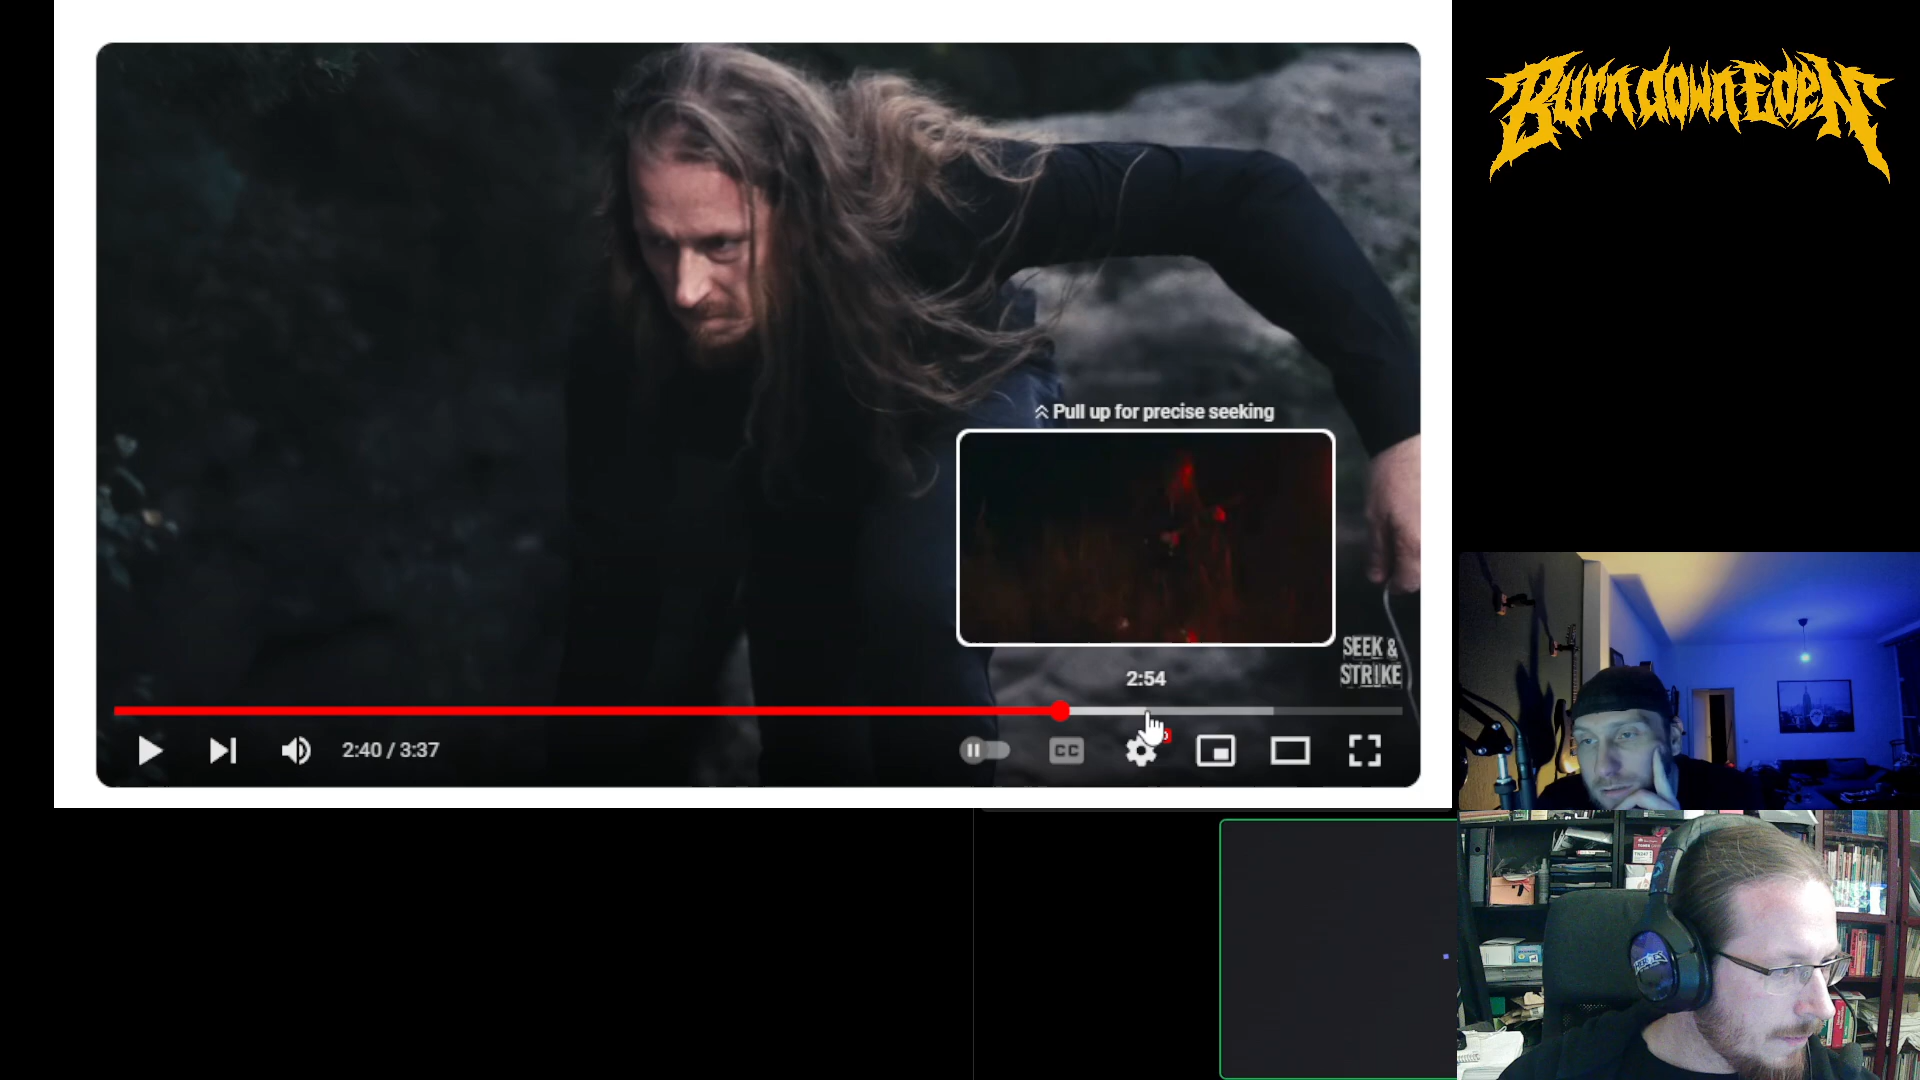 Burn down Eden
Pull up for precise seeking
SEEK &
STRIKE
2:54
2:40 / 3:37
CC